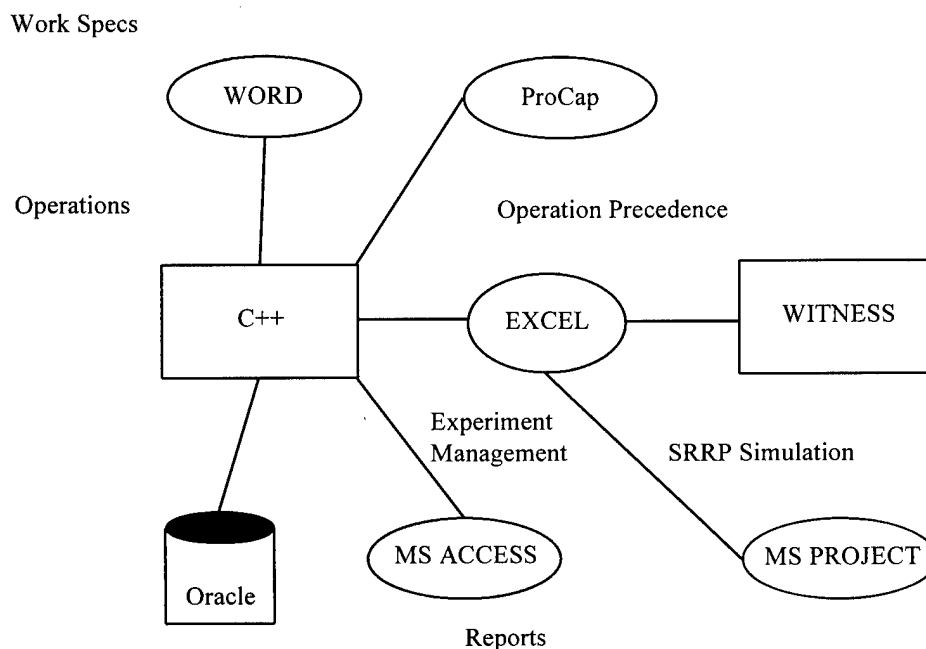 Work Specs
WORD
ProCap
Operations
Operation Precedence
C++
EXCEL
WITNESS
Experiment
Management
SRRP Simulation
MS ACCESS
MS PROJECT
Oracle
Reports